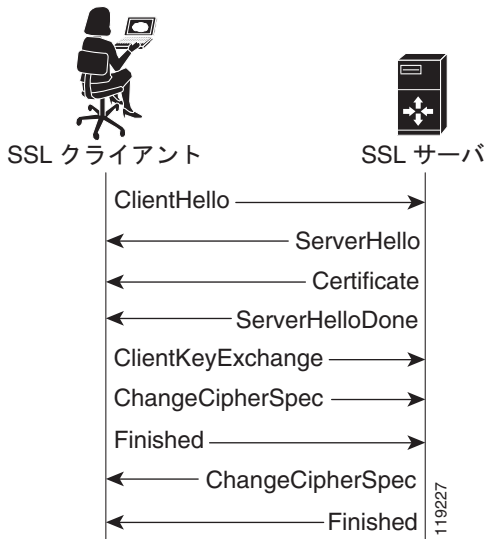 SSL クライアント
SSL サーバ
ClientHello
ServerHello
Certificate
ServerHelloDone
ClientKeyExchange
ChangeCipherSpec
Finished
ChangeCipherSpec
Finished
119227